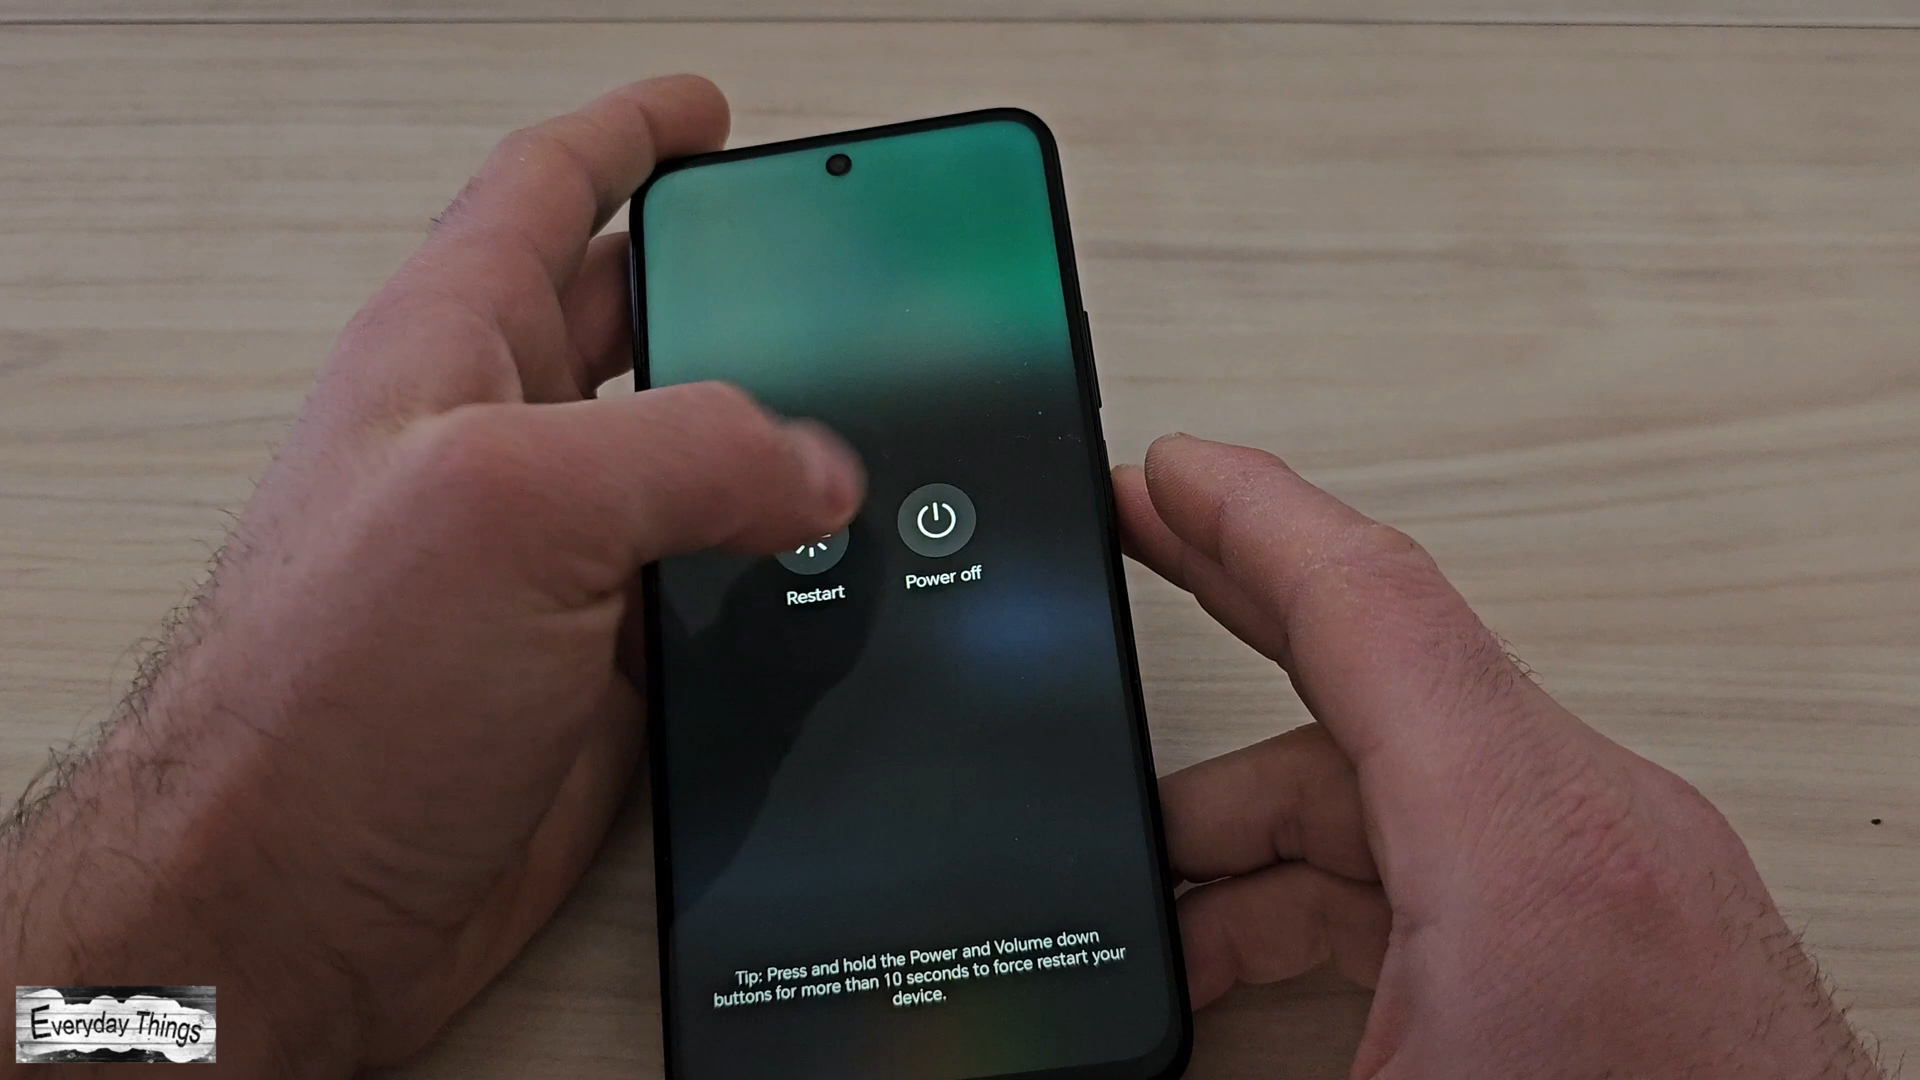 Restart
Power off
Tip: Press and hold the Power and Volume down
buttons for more than 10 seconds to force restart your
device.
Everyday Things